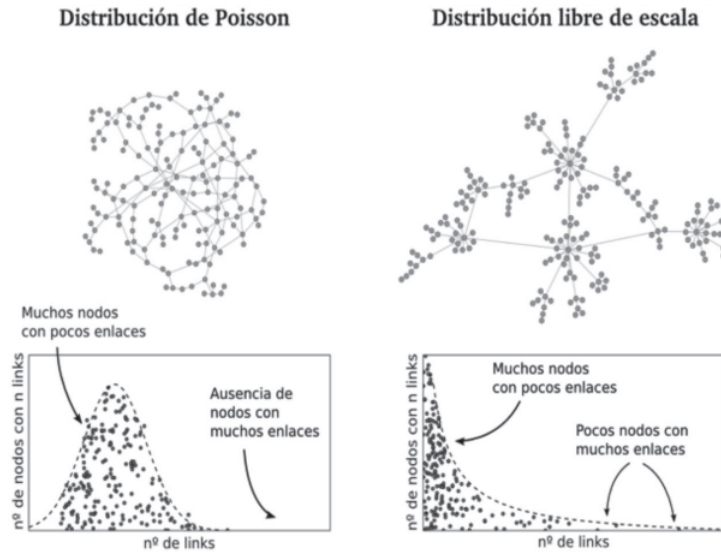 Distribución de Poisson
Distribución libre de escala
Muchos nodos
con pocos enlaces
Ausencia de
nodos con
muchos enlaces
nº de nodos con n links
nº de links
Muchos nodos
con pocos enlaces
Pocos nodos con
muchos enlaces
nº de nodos con n links
nº de links